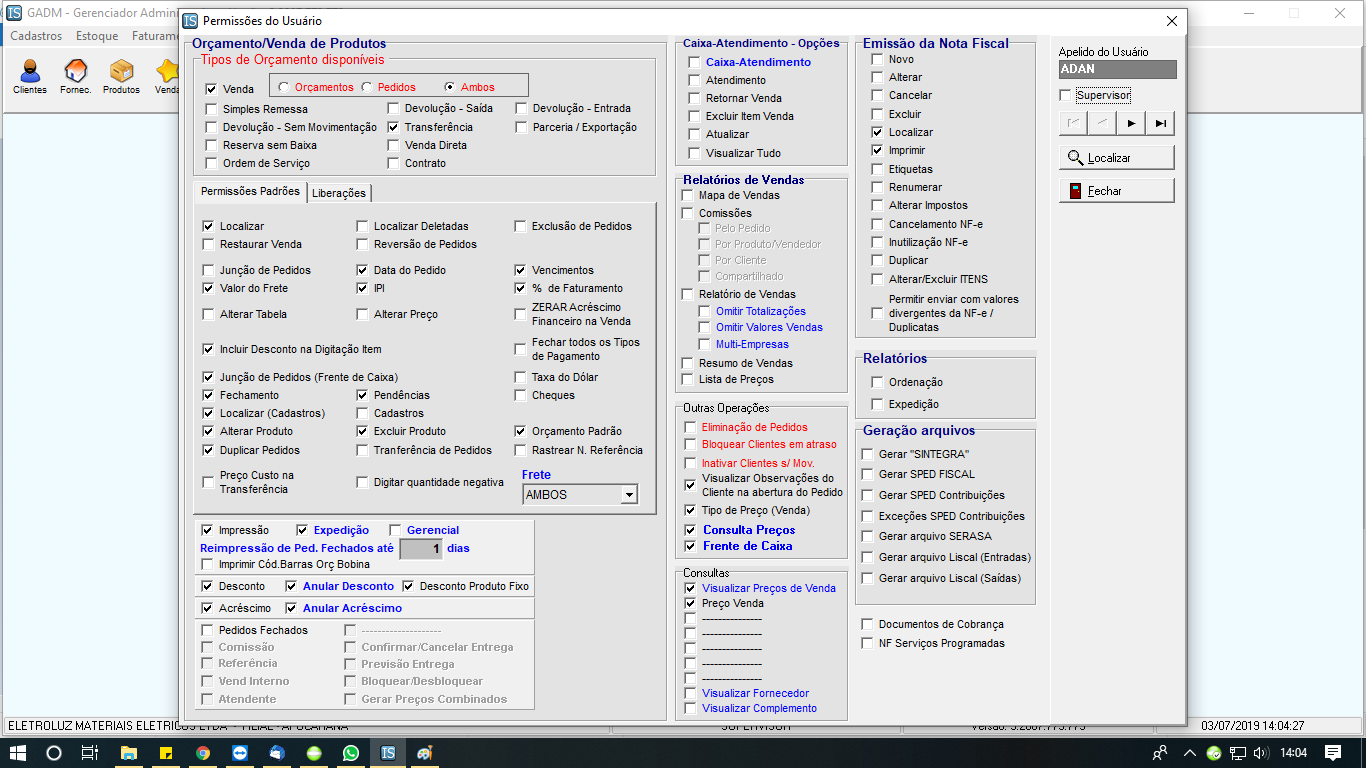 GADM - Gerenciador Admini
Permissões do Usuário
Cadastros Estoque Faturame
Clientes Fornec. Produtos Venda
Orçamento/Venda de Produtos
Tipos de Orçamento disponíveis
Venda Orçamentos Pedidos Ambos
Simples Remessa Devolução - Saída Devolução - Entrada
Devolução - Sem Movimentação Transferência Parceria / Exportação
Reserva sem Baixa Venda Direta
Ordem de Serviço Contrato
Permissões Padrões Liberações
Localizar Localizar Deletadas Exclusão de Pedidos
Restaurar Venda Reversão de Pedidos
Junção de Pedidos Data do Pedido Vencimentos
Valor do Frete IPI % de Faturamento
Alterar Tabela Alterar Preço ZERAR Acréscimo
Financeiro na Venda
Incluir Desconto na Digitação Item Fechar todos os Tipos
de Pagamento
Junção de Pedidos (Frente de Caixa) Taxa do Dólar
Fechamento Pendências Cheques
Localizar (Cadastros) Cadastros
Alterar Produto Excluir Produto Orçamento Padrão
Duplicar Pedidos Tranferência de Pedidos Rastrear N. Referência
Preço Custo na
Transferência Digitar quantidade negativa Frete
AMBOS
Impressão Expedição Gerencial
Reimpressão de Ped. Fechados até 1 dias
Imprimir Cód.Barras Orç Bobina
Desconto Anular Desconto Desconto Produto Fixo
Acréscimo Anular Acréscimo
Pedidos Fechados --------------------
Comissão Confirmar/Cancelar Entrega
Referência Previsão Entrega
Vend Interno Bloquear/Desbloquear
Atendente Gerar Preços Combinados
Caixa-Atendimento - Opções
Caixa-Atendimento
Atendimento
Retornar Venda
Excluir Item Venda
Atualizar
Visualizar Tudo
Relatórios de Vendas
Mapa de Vendas
Comissões
Pelo Pedido
Por Produto/Vendedor
Por Cliente
Compartilhado
Relatório de Vendas
Omitir Totalizações
Omitir Valores Vendas
Multi-Empresas
Resumo de Vendas
Lista de Preços
Outras Operações
Eliminação de Pedidos
Bloquear Clientes em atraso
Inativar Clientes s/ Mov.
Visualizar Observações do
Cliente na abertura do Pedido
Tipo de Preço (Venda)
Consulta Preços
Frente de Caixa
Consultas
Visualizar Preços de Venda
Preço Venda
---------------
---------------
---------------
---------------
---------------
Visualizar Fornecedor
Visualizar Complemento
Emissão da Nota Fiscal
Novo
Alterar
Cancelar
Excluir
Localizar
Imprimir
Etiquetas
Renumerar
Alterar Impostos
Cancelamento NF-e
Inutilização NF-e
Duplicar
Alterar/Excluir ITENS
Permitir enviar com valores
divergentes da NF-e /
Duplicatas
Relatórios
Ordenação
Expedição
Geração arquivos
Gerar "SINTEGRA"
Gerar SPED FISCAL
Gerar SPED Contribuições
Exceções SPED Contribuições
Gerar arquivo SERASA
Gerar arquivo Liscal (Entradas)
Gerar arquivo Liscal (Saídas)
Documentos de Cobrança
NF Serviços Programadas
Apelido do Usuário
ADAN
Supervisor
Localizar
Fechar
03/07/2019 14:04:27
14:04